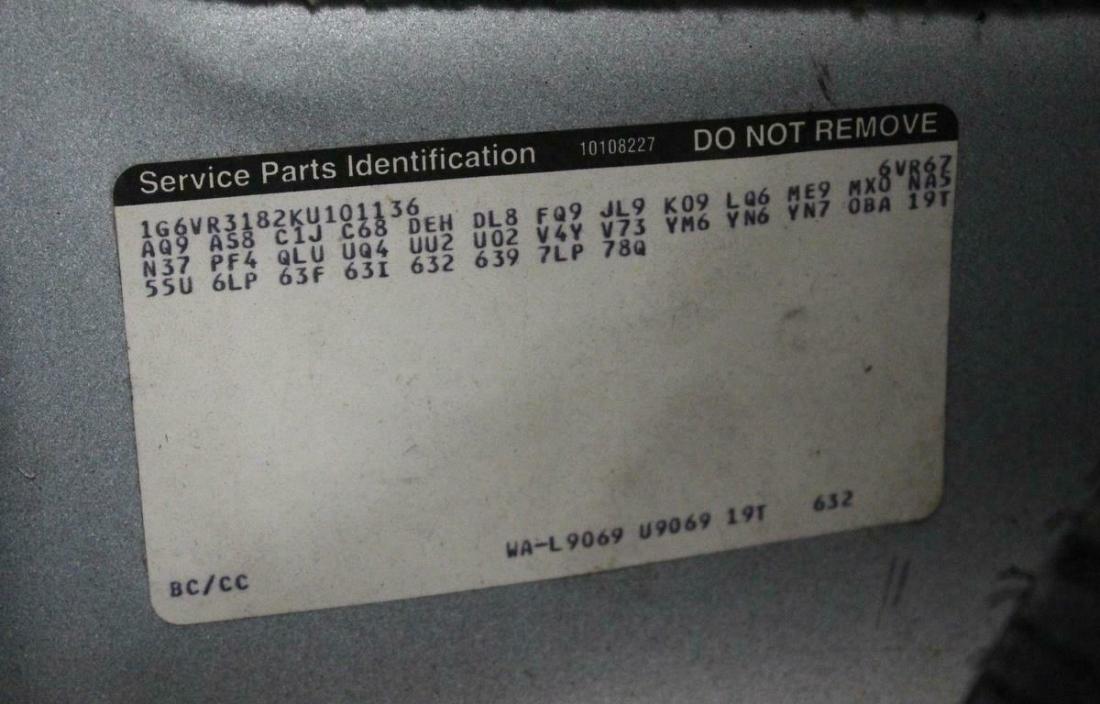 Service Parts Identification 10108227 DO NOT REMOVE
1G6VR3182KU101136 6VR67
AQ9 AS8 C1J C68 DEH DL8 FQ9 JL9 K09 LQ6 ME9 MX0 NA5
N37 PF4 QLU UQ4 UU2 U02 V4Y V73 YM6 YN6 YN7 0BA 19T
55U 6LP 63F 63I 632 639 7LP 78Q
WA-L9069 U9069 19T 632
BC/CC